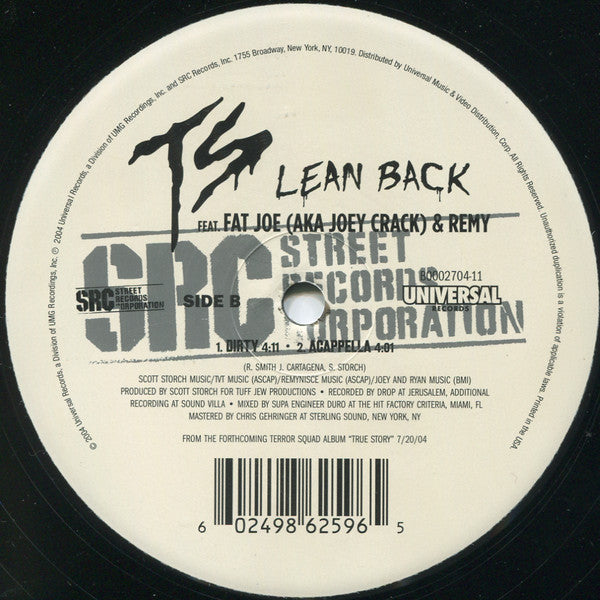 © 2004 Universal Records, a Division of UMG Recordings, Inc. ℗ 2004 Universal Records, a Division of UMG Recordings, Inc. and SRC Records, Inc. 1755 Broadway, New York, NY, 10019. Distributed by Universal Music & Video Distribution, Corp. All Rights Reserved. Unauthorized duplication is a violation of applicable laws. Printed in the USA.
TS LEAN BACK
FEAT. FAT JOE (AKA JOEY CRACK) & REMY
SRC STREET
RECORDS
CORPORATION
B0002704-11
SRC STREET
RECORDS
CORPORATION
SIDE B
UNIVERSAL
RECORDS
1. DIRTY 4:11 • 2. ACAPPELLA 4:01
(R. SMITH J. CARTAGENA, S. STORCH)
SCOTT STORCH MUSIC/TVT MUSIC (ASCAP)/REMYNISCE MUSIC (ASCAP)/JOEY AND RYAN MUSIC (BMI)
PRODUCED BY SCOTT STORCH FOR TUFF JEW PRODUCTIONS • RECORDED BY DROP AT JERUSALEM, ADDITIONAL
RECORDING AT SOUND VILLA • MIXED BY SUPA ENGINEER DURO AT THE HIT FACTORY CRITERIA, MIAMI, FL
MASTERED BY CHRIS GEHRINGER AT STERLING SOUND, NEW YORK, NY
FROM THE FORTHCOMING TERROR SQUAD ALBUM "TRUE STORY" 7/20/04
6 02498 62596 5